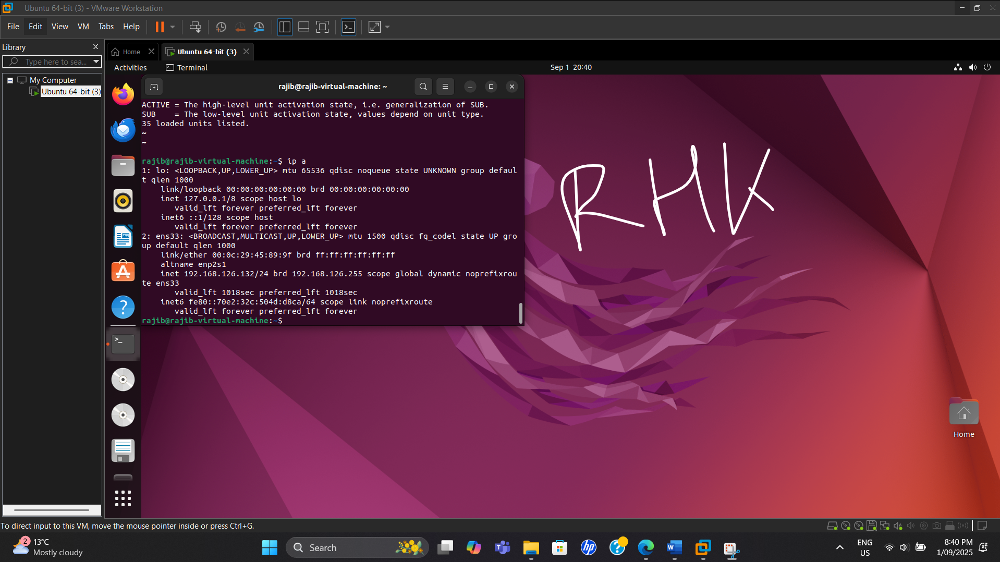 Ubuntu 64-bit (3) - VMware Workstation
File Edit View VM Tabs Help
Library
Type here to sea...
My Computer
Ubuntu 64-bit (3)
Home
Ubuntu 64-bit (3)
Activities
Terminal
Sep 1 20:40
rajib@rajib-virtual-machine: ~
ACTIVE = The high-level unit activation state, i.e. generalization of SUB.
SUB    = The low-level unit activation state, values depend on unit type.
35 loaded units listed.
~
~
rajib@rajib-virtual-machine:~$ ip a
1: lo: <LOOPBACK,UP,LOWER_UP> mtu 65536 qdisc noqueue state UNKNOWN group defaul
t qlen 1000
    link/loopback 00:00:00:00:00:00 brd 00:00:00:00:00:00
    inet 127.0.0.1/8 scope host lo
       valid_lft forever preferred_lft forever
    inet6 ::1/128 scope host
       valid_lft forever preferred_lft forever
2: ens33: <BROADCAST,MULTICAST,UP,LOWER_UP> mtu 1500 qdisc fq_codel state UP gro
up default qlen 1000
    link/ether 00:0c:29:45:89:9f brd ff:ff:ff:ff:ff:ff
    altname enp2s1
    inet 192.168.126.132/24 brd 192.168.126.255 scope global dynamic noprefixrou
te ens33
       valid_lft 1018sec preferred_lft 1018sec
    inet6 fe80::70e2:32c:504d:d8ca/64 scope link noprefixroute
       valid_lft forever preferred_lft forever
rajib@rajib-virtual-machine:~$
RHK
Home
To direct input to this VM, move the mouse pointer inside or press Ctrl+G.
2
13°C
Mostly cloudy
Search
hp
ENG
US
8:40 PM
1/09/2025